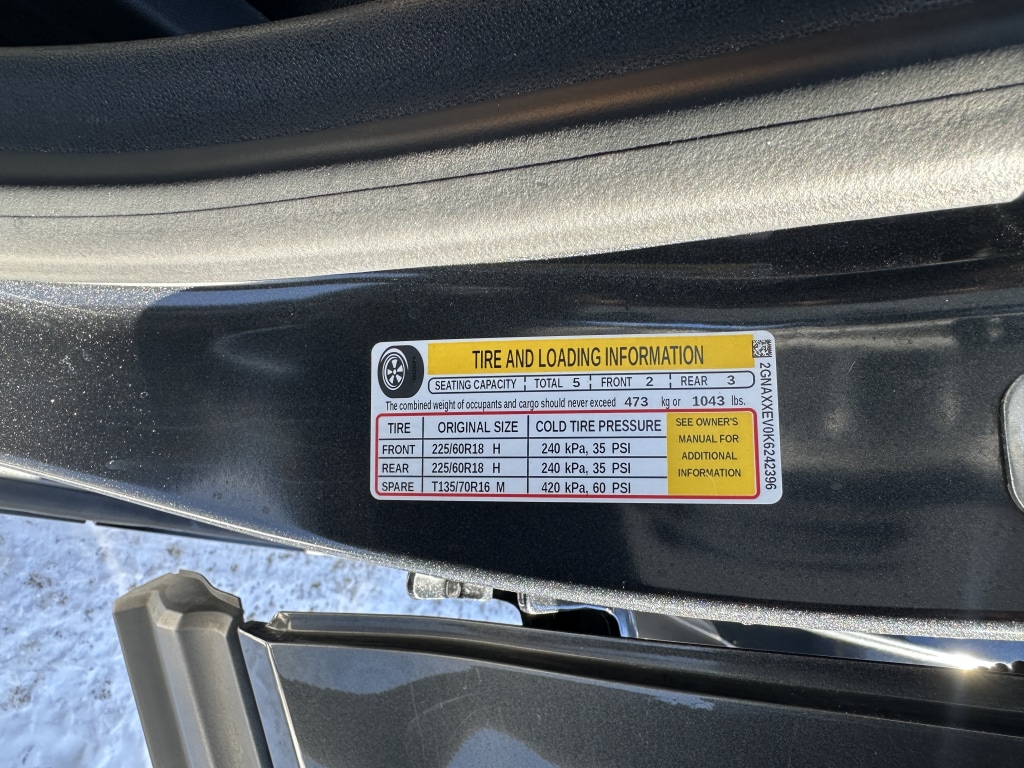 TIRE AND LOADING INFORMATION
SEATING CAPACITY TOTAL 5 FRONT 2 REAR 3
The combined weight of occupants and cargo should never exceed 473 kg or 1043 lbs.
TIRE ORIGINAL SIZE COLD TIRE PRESSURE
FRONT 225/60R18 H 240 kPa, 35 PSI
REAR 225/60R18 H 240 kPa, 35 PSI
SPARE T135/70R16 M 420 kPa, 60 PSI
SEE OWNER'S
MANUAL FOR
ADDITIONAL
INFORMATION
2GNAXXEV0K6242396